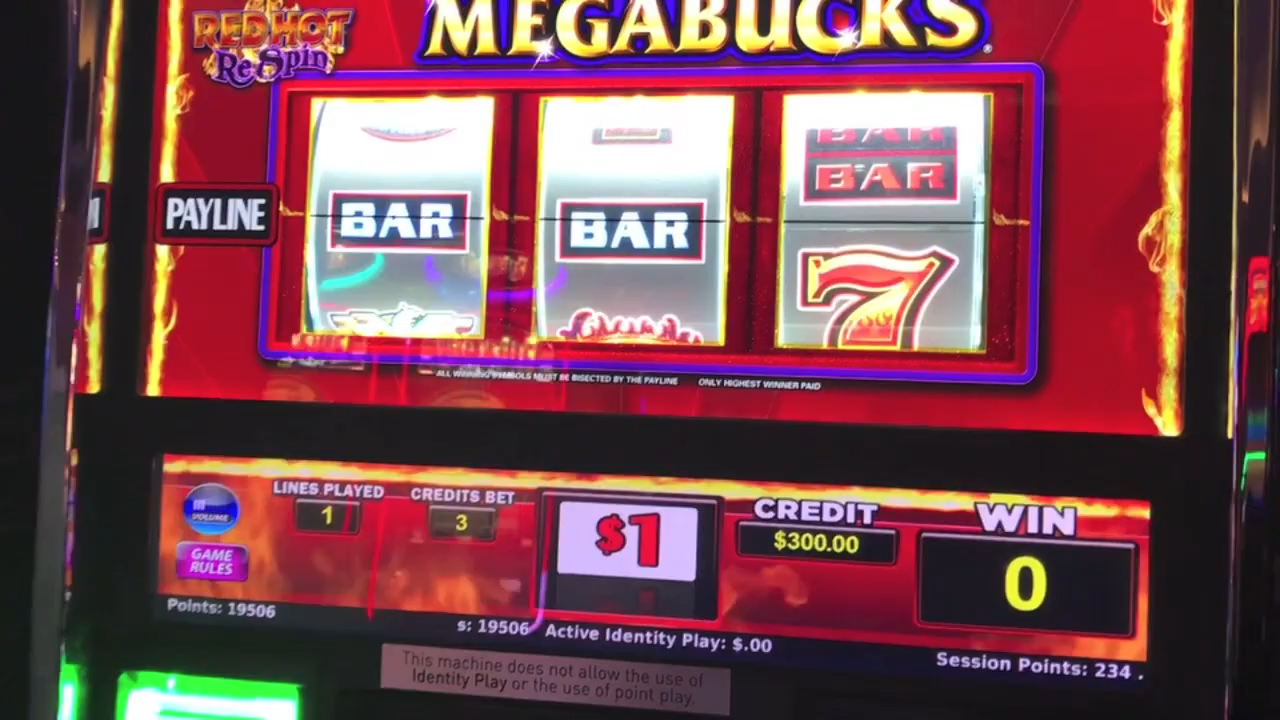 MEGABUCKS
RED HOT
Re-Spin
BAR
BAR
BAR
BAR
PAYLINE
7
ALL WINNING SYMBOLS MUST BE BISECTED BY THE PAYLINE ONLY HIGHEST WINNER PAID
LINES PLAYED
1
CREDITS BET
3
$1
CREDIT
$300.00
WIN
0
VOLUME
GAME
RULES
Points: 19506
s: 19506
Active Identity Play: $.00
Session Points: 234
This machine does not allow the use of
Identity Play or the use of point play.